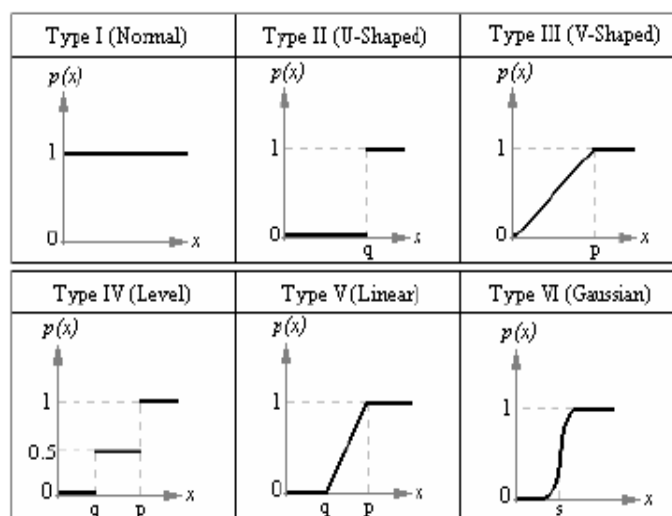 Type I (Normal)
p(x)
1
0
x
Type II (U-Shaped)
p(x)
1
0
q
x
Type III (V-Shaped)
p(x)
1
0
p
x
Type IV (Level)
p(x)
1
0.5
0
q
p
x
Type V (Linear)
p(x)
1
0
q
p
x
Type VI (Gaussian)
p(x)
1
0
s
x